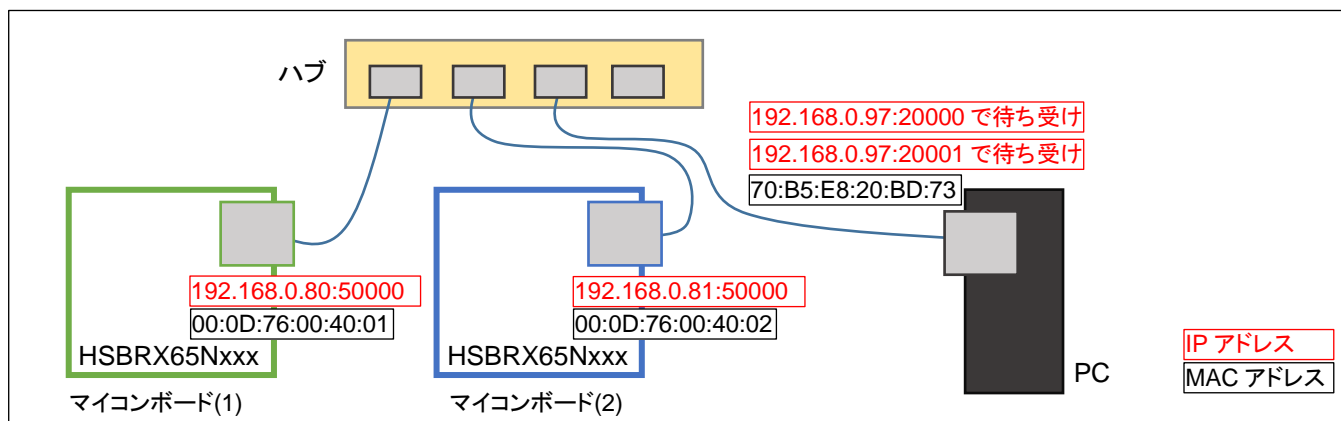 ハブ
192.168.0.97:20000 で待ち受け
192.168.0.97:20001 で待ち受け
70:B5:E8:20:BD:73
192.168.0.80:50000
00:0D:76:00:40:01
HSBRX65Nxxx
マイコンボード(1)
192.168.0.81:50000
00:0D:76:00:40:02
HSBRX65Nxxx
マイコンボード(2)
PC
IP アドレス
MAC アドレス